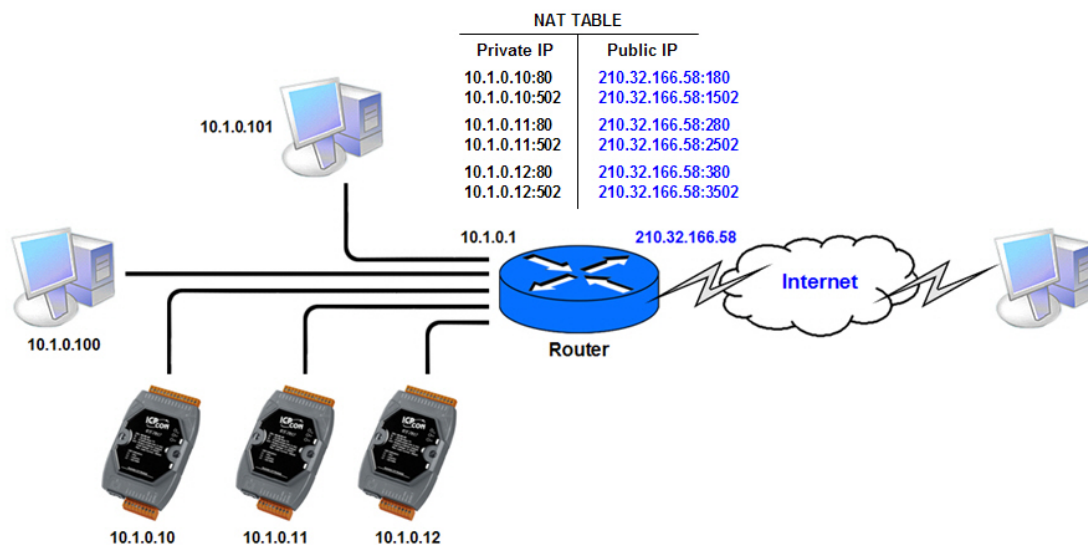 NAT TABLE
Private IP Public IP
10.1.0.10:80 210.32.166.58:180
10.1.0.10:502 210.32.166.58:1502
10.1.0.11:80 210.32.166.58:280
10.1.0.11:502 210.32.166.58:2502
10.1.0.12:80 210.32.166.58:380
10.1.0.12:502 210.32.166.58:3502
10.1.0.101
10.1.0.1 210.32.166.58
Internet
10.1.0.100
Router
10.1.0.10 10.1.0.11 10.1.0.12